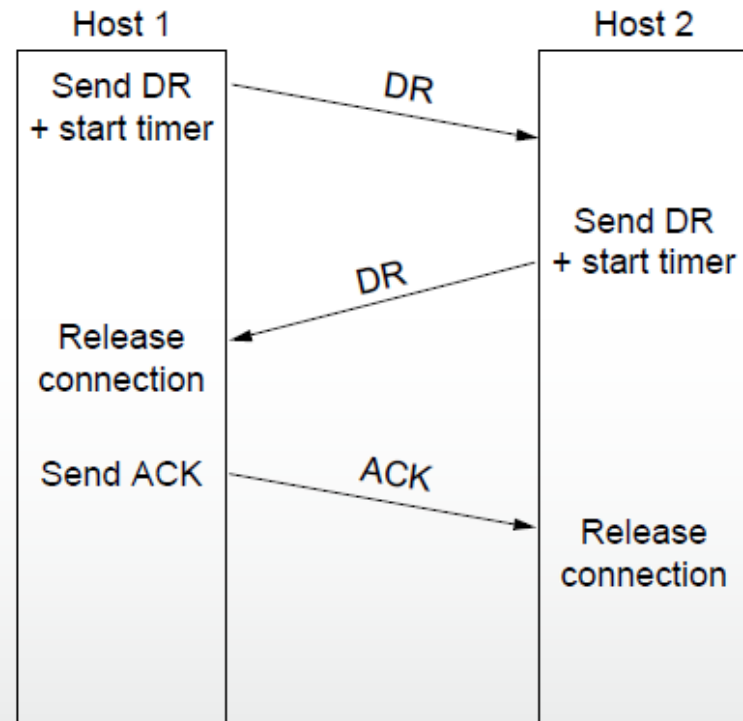 Host 1
Host 2
Send DR
+ start timer
DR
Send DR
+ start timer
DR
Release
connection
Send ACK
ACK
Release
connection